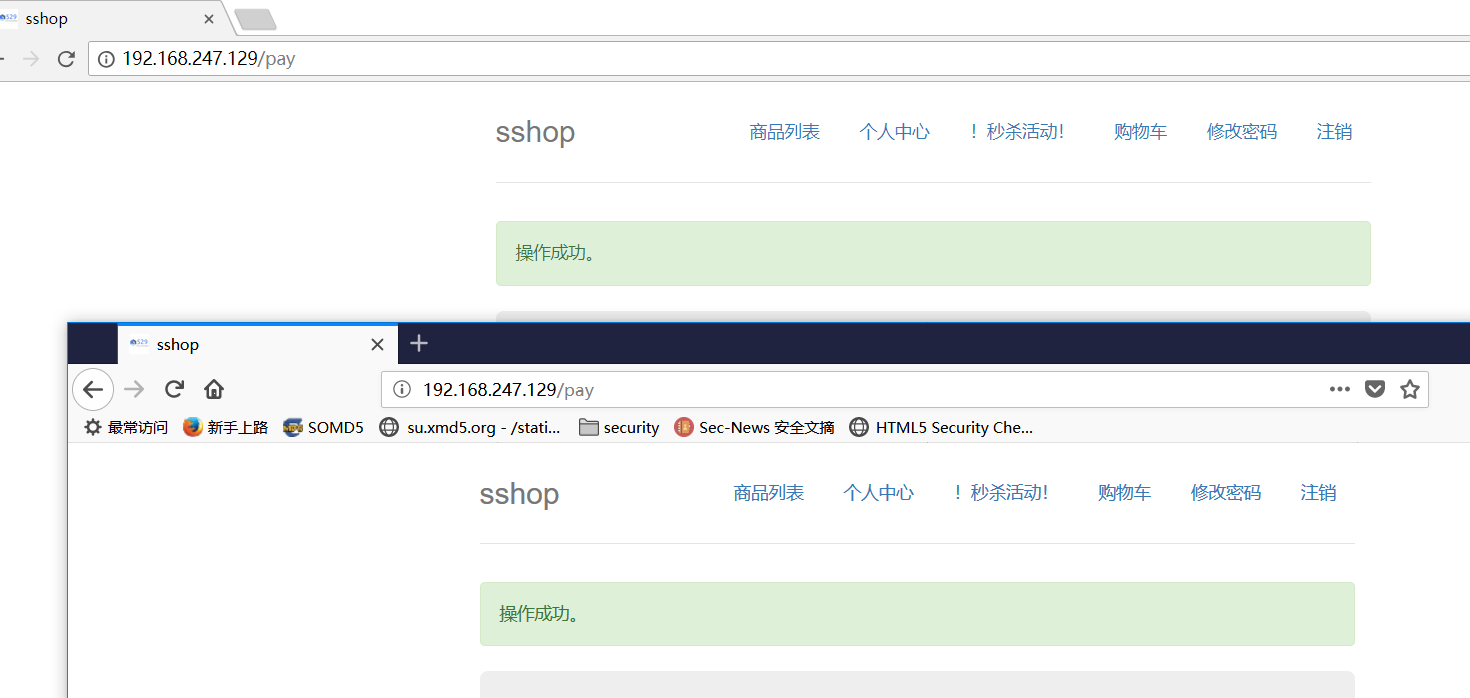 sshop
192.168.247.129/pay
sshop 商品列表 个人中心 ！秒杀活动！ 购物车 修改密码 注销
操作成功。
sshop
192.168.247.129/pay
最常访问 新手上路 SOMD5 su.xmd5.org - /stati... security Sec-News 安全文摘 HTML5 Security Che...
sshop 商品列表 个人中心 ！秒杀活动！ 购物车 修改密码 注销
操作成功。